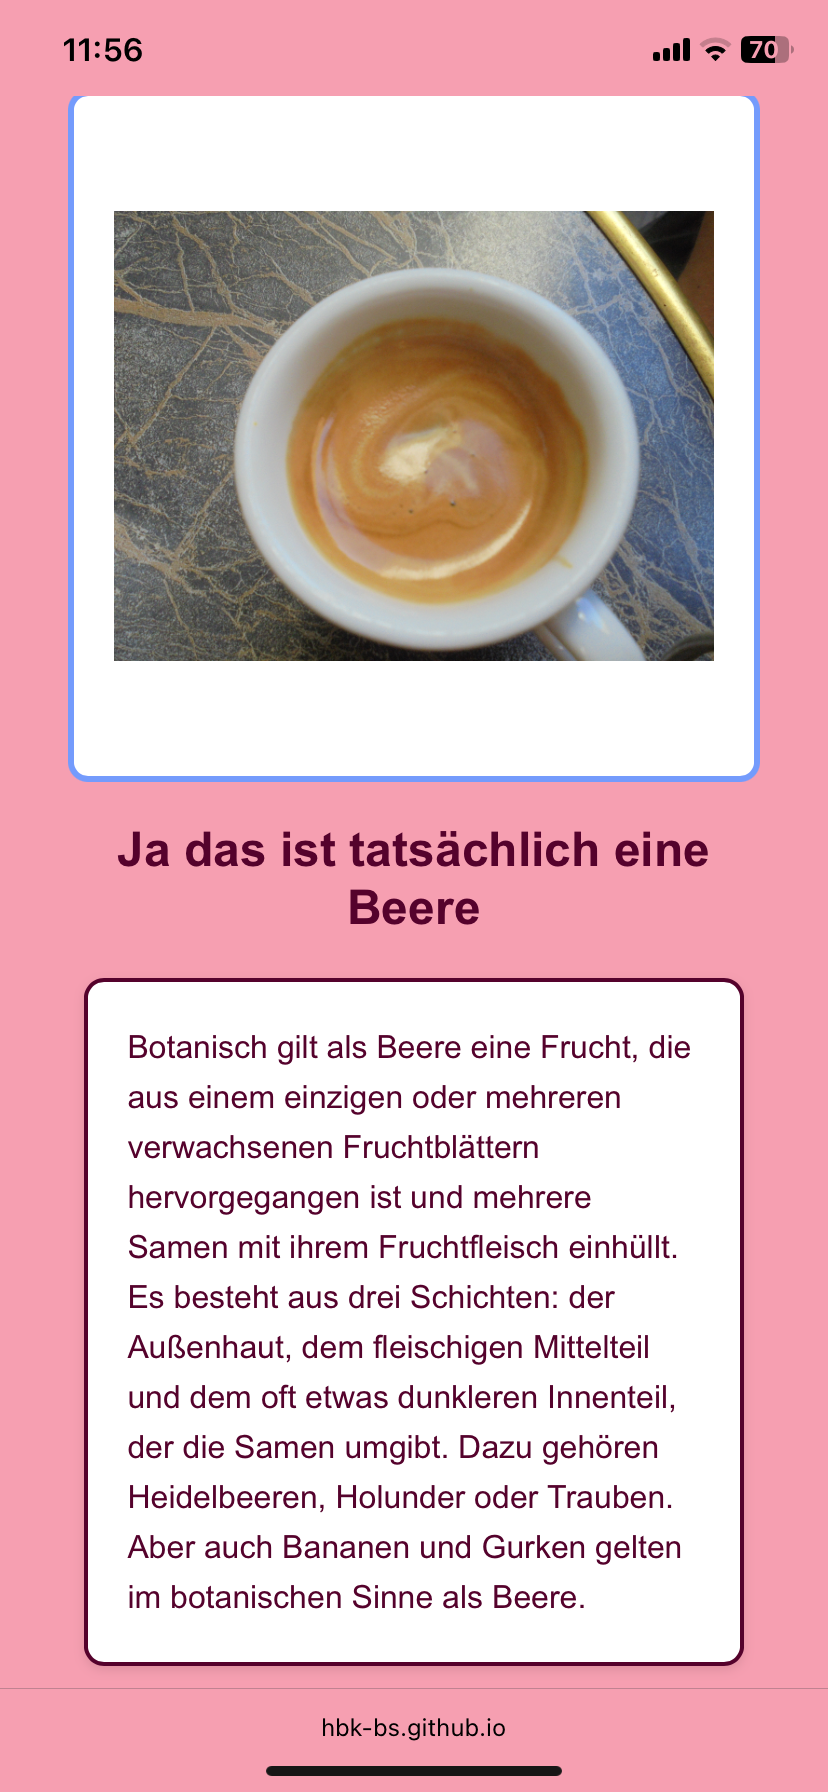 11:56
70
Ja das ist tatsächlich eine
Beere
Botanisch gilt als Beere eine Frucht, die
aus einem einzigen oder mehreren
verwachsenen Fruchtblättern
hervorgegangen ist und mehrere
Samen mit ihrem Fruchtfleisch einhüllt.
Es besteht aus drei Schichten: der
Außenhaut, dem fleischigen Mittelteil
und dem oft etwas dunkleren Innenteil,
der die Samen umgibt. Dazu gehören
Heidelbeeren, Holunder oder Trauben.
Aber auch Bananen und Gurken gelten
im botanischen Sinne als Beere.
hbk-bs.github.io